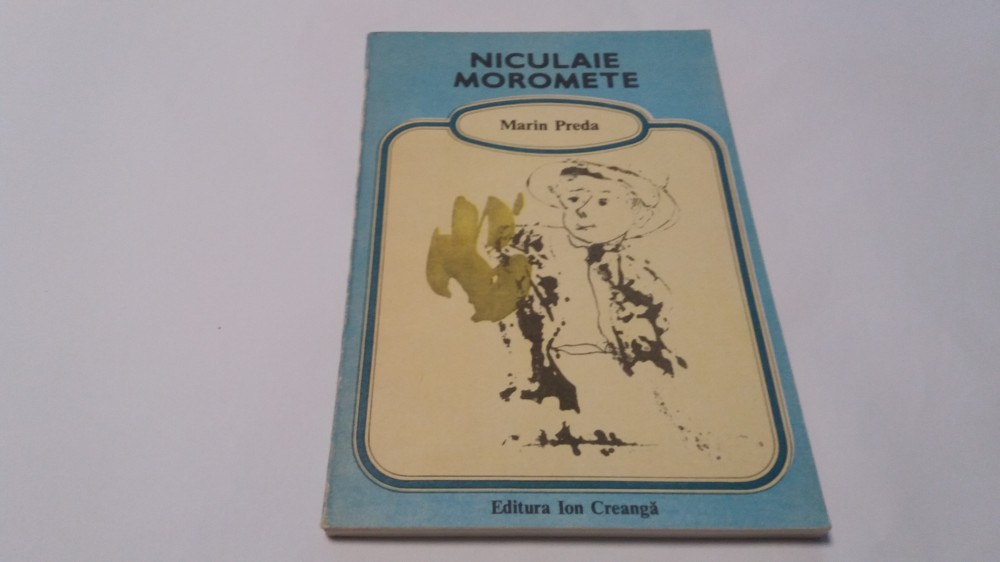 NICULAIE
MOROMETE
Marin Preda
Editura Ion Creangă